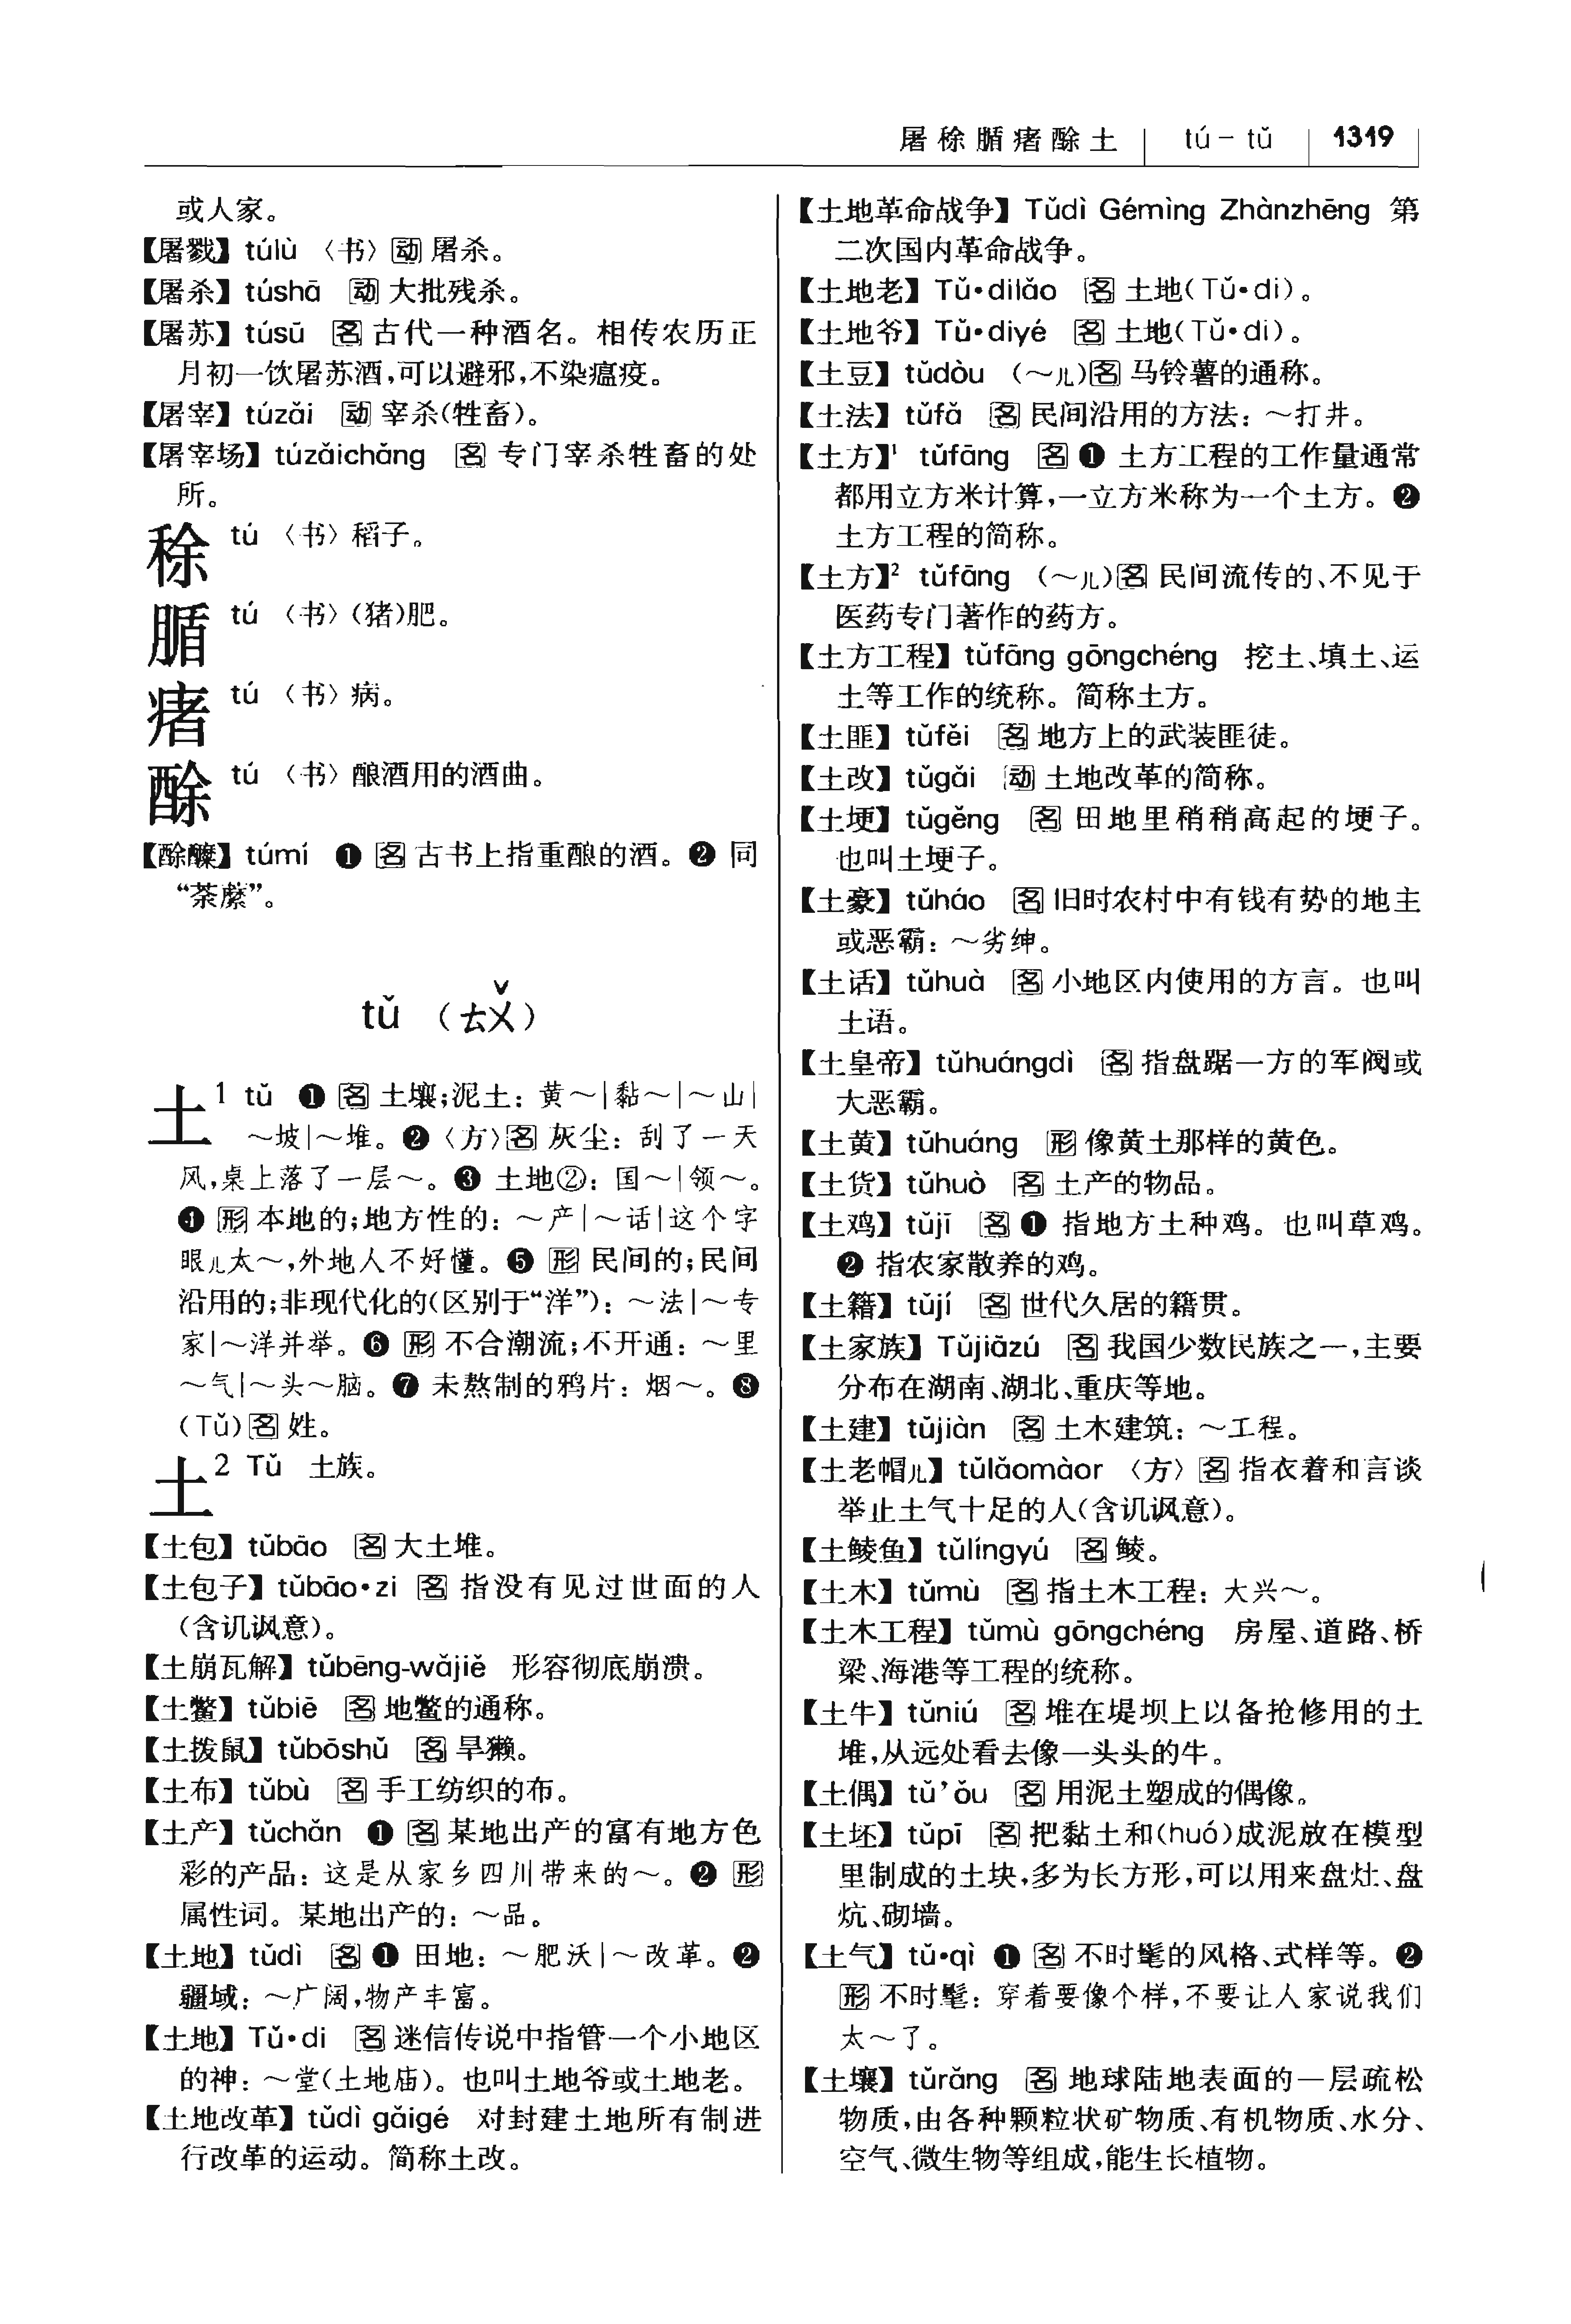 屠 稌 腯 瘏 酴 土 | tú－tǔ | 1319
或人家。
【屠戮】 túlù 〈书〉 动 屠杀。
【屠杀】 túshā 动 大批残杀。
【屠苏】 túsū 名 古代一种酒名。相传农历正
月初一饮屠苏酒,可以避邪,不染瘟疫。
【屠宰】 túzǎi 动 宰杀(牲畜)。
【屠宰场】 túzǎichǎng 名 专门宰杀牲畜的处
所。
稌 tú 〈书〉 稻子。
腯 tú 〈书〉 (猪)肥。
瘏 tú 〈书〉 病。
酴 tú 〈书〉 酿酒用的酒曲。
【酴醾】 túmí ❶ 名 古书上指重酿的酒。❷ 同
“荼蘼”。
tǔ (ㄊㄨˇ)
土¹ tǔ ❶ 名 土壤;泥土: 黄～|黏～|～山|
～坡|～堆。❷ 〈方〉名 灰尘: 刮了一天
风,桌上落了一层～。❸ 土地②: 国～|领～。
❹ 形 本地的;地方性的: ～产|～话|这个字
眼儿太～,外地人不好懂。❺ 形 民间的;民间
沿用的;非现代化的(区别于“洋”): ～法|～专
家|～洋并举。❻ 形 不合潮流;不开通: ～里
～气|～头～脑。❼ 未熬制的鸦片: 烟～。❽
(Tǔ)名 姓。
土² Tǔ 土族。
【土包】 tǔbāo 名 大土堆。
【土包子】 tǔbāo•zi 名 指没有见过世面的人
(含讥讽意)。
【土崩瓦解】 tǔbēng-wǎjiě 形容彻底崩溃。
【土鳖】 tǔbiē 名 地鳖的通称。
【土拨鼠】 tǔbōshǔ 名 旱獭。
【土布】 tǔbù 名 手工纺织的布。
【土产】 tǔchǎn ❶ 名 某地出产的富有地方色
彩的产品: 这是从家乡四川带来的～。❷ 形
属性词。某地出产的: ～品。
【土地】 tǔdì 名 ❶ 田地: ～肥沃|～改革。❷
疆域: ～广阔,物产丰富。
【土地】 Tǔ•di 名 迷信传说中指管一个小地区
的神: ～堂(土地庙)。也叫土地爷或土地老。
【土地改革】 tǔdì gǎigé 对封建土地所有制进
行改革的运动。简称土改。
【土地革命战争】 Tǔdì Gémìng Zhànzhēng 第
二次国内革命战争。
【土地老】 Tǔ•dilǎo 名 土地(Tǔ•di)。
【土地爷】 Tǔ•diyé 名 土地(Tǔ•di)。
【土豆】 tǔdòu (～儿)名 马铃薯的通称。
【土法】 tǔfǎ 名 民间沿用的方法: ～打井。
【土方】¹ tǔfāng 名 ❶ 土方工程的工作量通常
都用立方米计算,一立方米称为一个土方。❷
土方工程的简称。
【土方】² tǔfāng (～儿)名 民间流传的、不见于
医药专门著作的药方。
【土方工程】 tǔfāng gōngchéng 挖土、填土、运
土等工作的统称。简称土方。
【土匪】 tǔfěi 名 地方上的武装匪徒。
【土改】 tǔgǎi 动 土地改革的简称。
【土埂】 tǔgěng 名 田地里稍稍高起的埂子。
也叫土埂子。
【土豪】 tǔháo 名 旧时农村中有钱有势的地主
或恶霸: ～劣绅。
【土话】 tǔhuà 名 小地区内使用的方言。也叫
土语。
【土皇帝】 tǔhuángdì 名 指盘踞一方的军阀或
大恶霸。
【土黄】 tǔhuáng 形 像黄土那样的黄色。
【土货】 tǔhuò 名 土产的物品。
【土鸡】 tǔjī 名 ❶ 指地方土种鸡。也叫草鸡。
❷ 指农家散养的鸡。
【土籍】 tǔjí 名 世代久居的籍贯。
【土家族】 Tǔjiāzú 名 我国少数民族之一,主要
分布在湖南、湖北、重庆等地。
【土建】 tǔjiàn 名 土木建筑: ～工程。
【土老帽儿】 tǔlǎomàor 〈方〉 名 指衣着和言谈
举止土气十足的人(含讥讽意)。
【土鲮鱼】 tǔlíngyú 名 鲮。
【土木】 tǔmù 名 指土木工程: 大兴～。
【土木工程】 tǔmù gōngchéng 房屋、道路、桥
梁、海港等工程的统称。
【土牛】 tǔniú 名 堆在堤坝上以备抢修用的土
堆,从远处看去像一头头的牛。
【土偶】 tǔ’ǒu 名 用泥土塑成的偶像。
【土坯】 tǔpī 名 把黏土和(huó)成泥放在模型
里制成的土块,多为长方形,可以用来盘灶、盘
炕、砌墙。
【土气】 tǔ•qì ❶ 名 不时髦的风格、式样等。❷
形 不时髦: 穿着要像个样,不要让人家说我们
太～了。
【土壤】 tǔrǎng 名 地球陆地表面的一层疏松
物质,由各种颗粒状矿物质、有机物质、水分、
空气、微生物等组成,能生长植物。